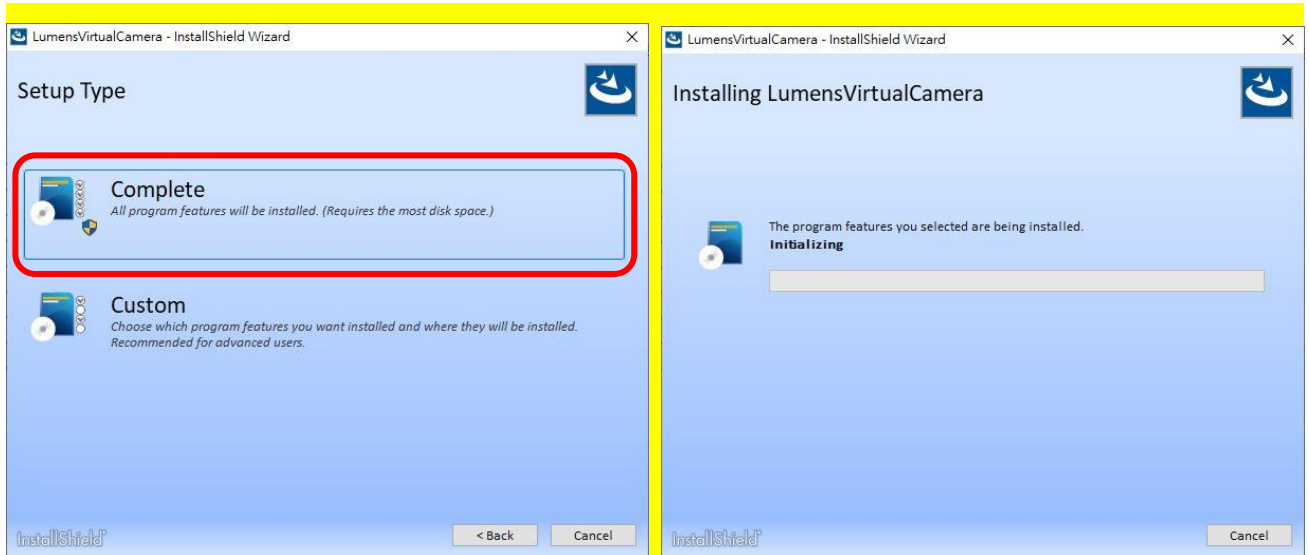 LumensVirtualCamera - InstallShield Wizard
Setup Type
Complete
All program features will be installed. (Requires the most disk space.)
Custom
Choose which program features you want installed and where they will be installed.
Recommended for advanced users.
InstallShield
< Back
Cancel
LumensVirtualCamera - InstallShield Wizard
Installing LumensVirtualCamera
The program features you selected are being installed.
Initializing
InstallShield
Cancel